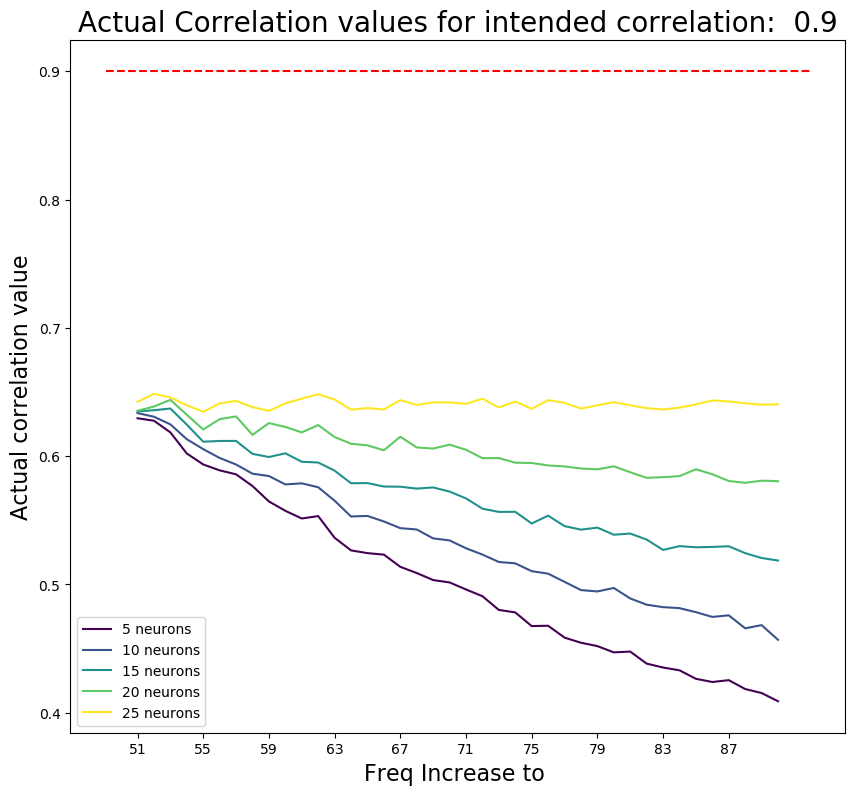 Actual Correlation values for intended correlation:  0.9
0.9
0.8
0.7
0.6
0.5
0.4
Actual correlation value
5 neurons
10 neurons
15 neurons
20 neurons
25 neurons
51 55 59 63 67 71 75 79 83 87
Freq Increase to